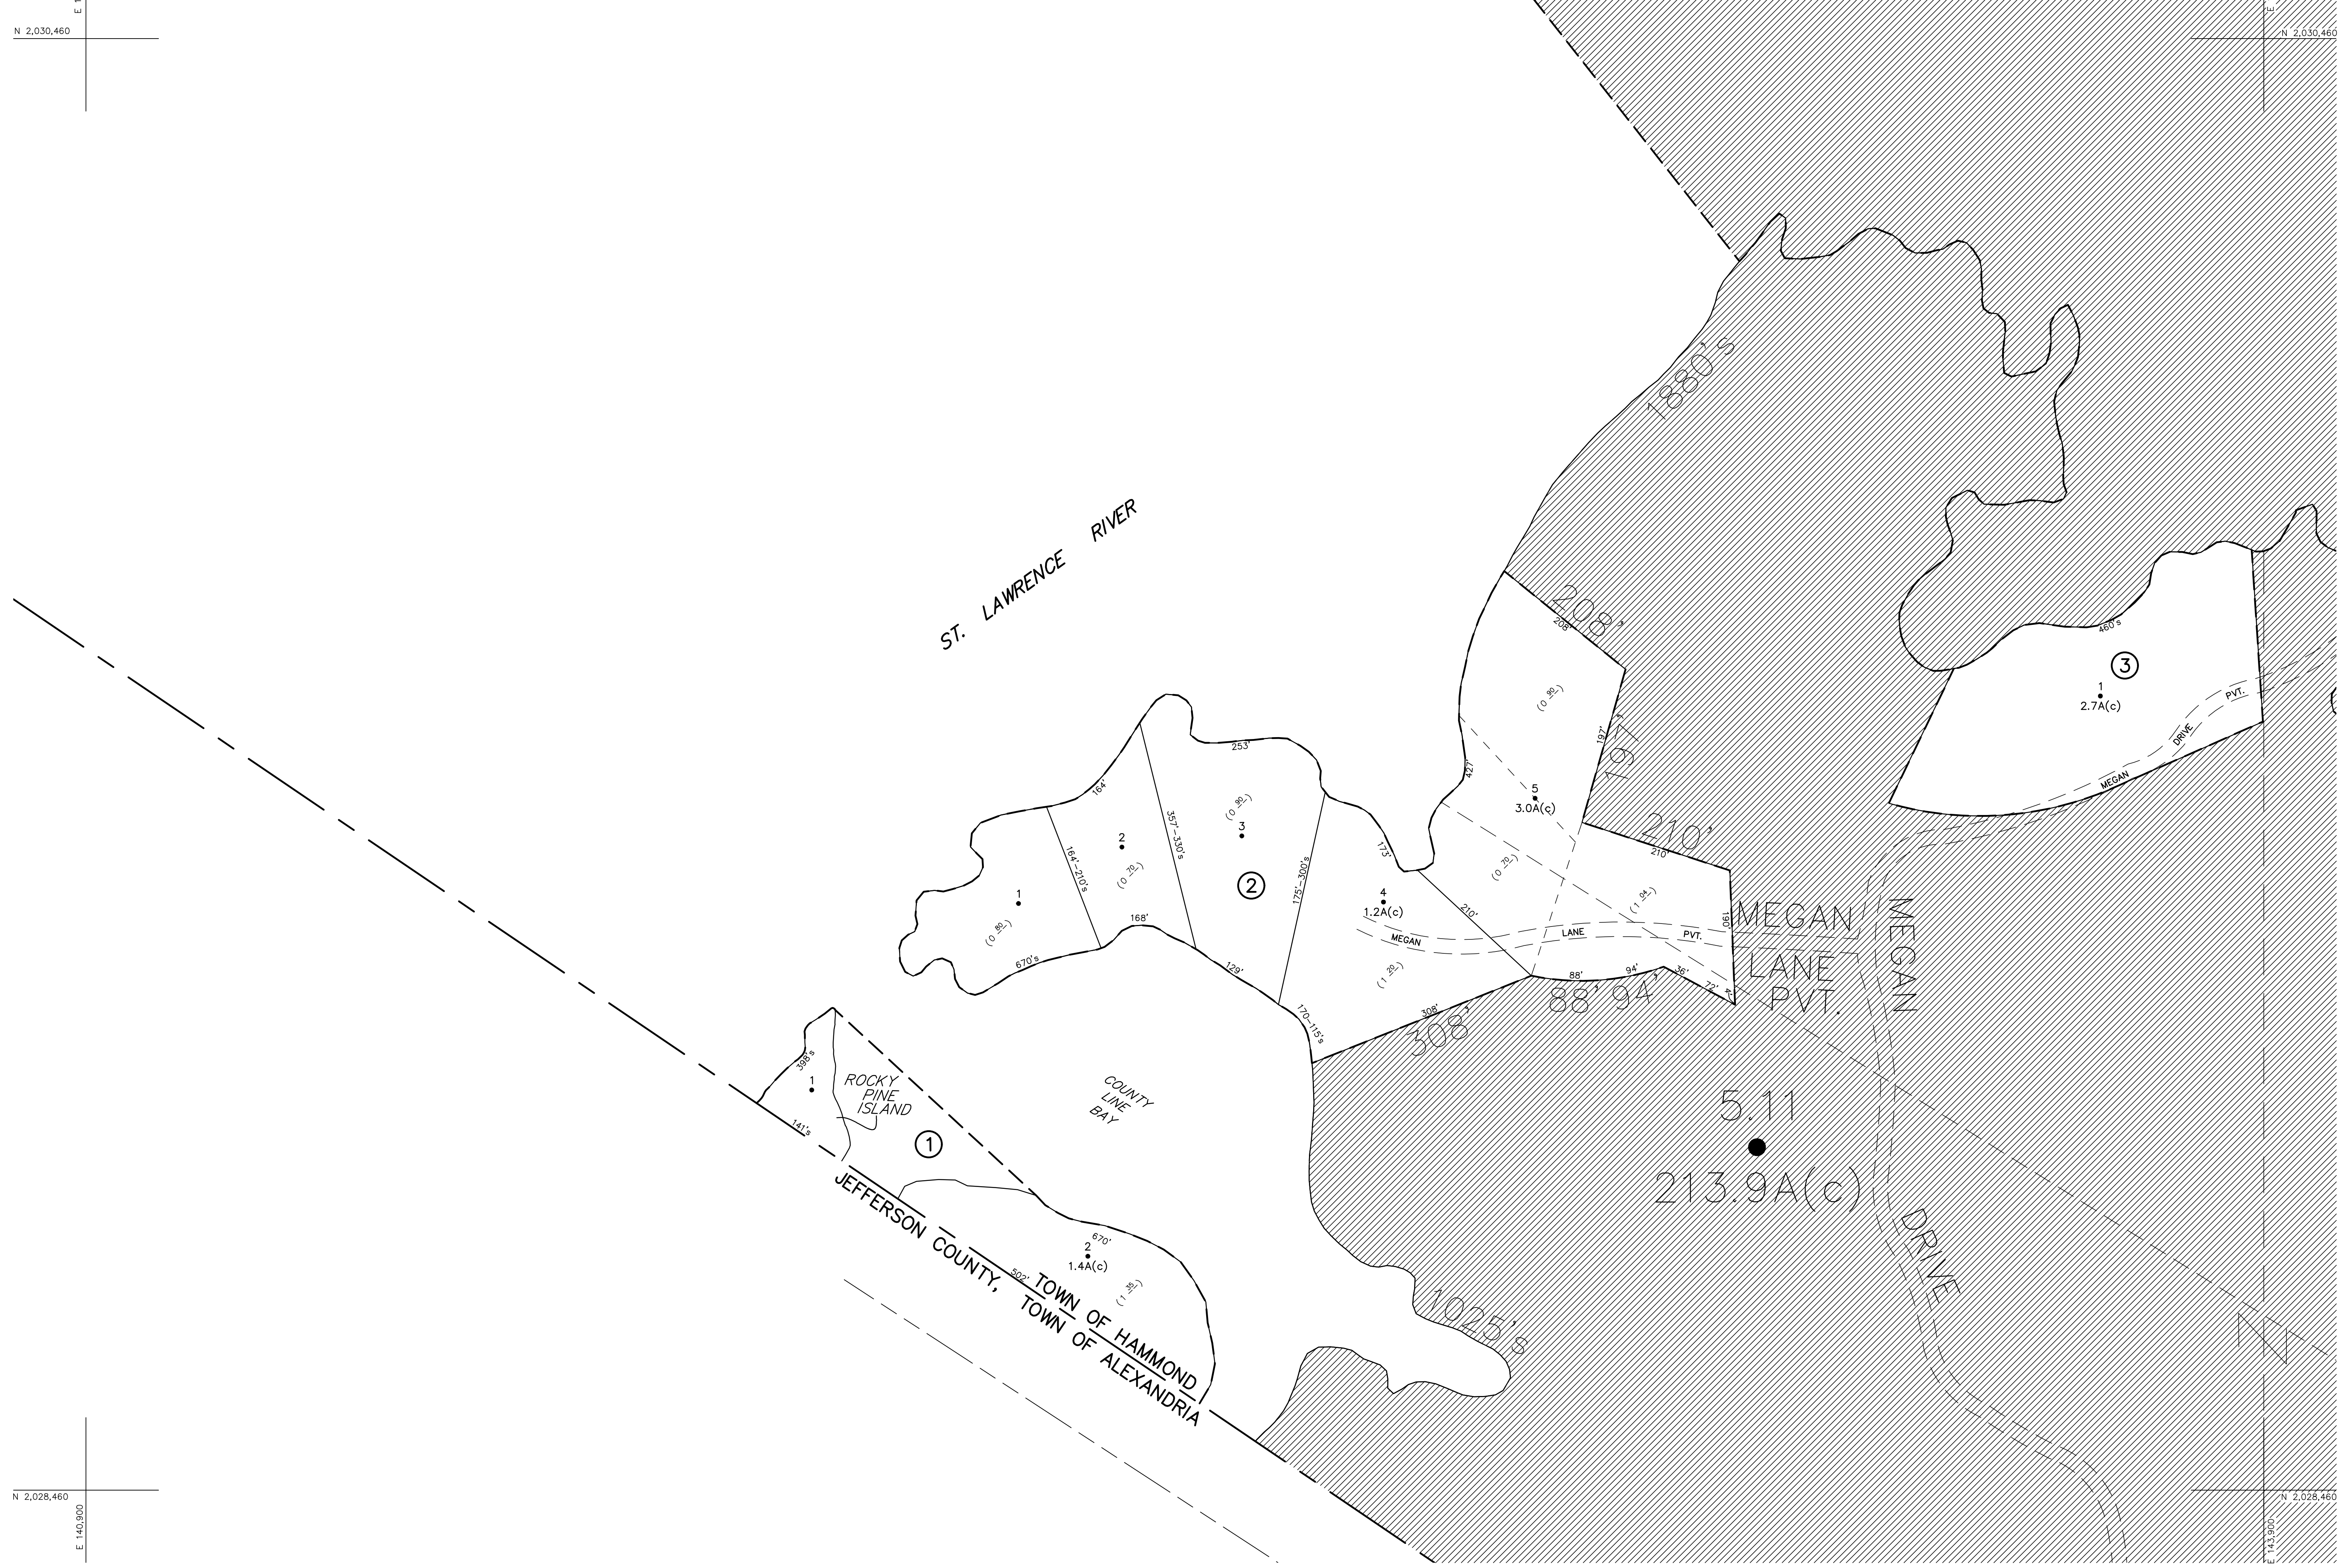 N 2,030,460
N 2,030,460
1880's
ST. LAWRENCE RIVER
208'
208'
(0.90)
197'
197'
427'
5
3.0A(c)
210'
210'
(0.70)
(1.04)
190'
460's
3
1
2.7A(c)
MEGAN DRIVE PVT.
253'
164'
357'-330's
(0.90)
3
2
164'-210's
(0.70)
2
175'-300's
173'
4
1.2A(c)
210'
1
(0.80)
168'
670's
129'
MEGAN LANE PVT.
(1.20)
170-115's
308'
308'
88'
94'
36'
72'
88' 94'
MEGAN
LANE
PVT.
MEGAN
DRIVE
398's
1
ROCKY
PINE
ISLAND
141's
1
COUNTY
LINE
BAY
5.11
213.9A(c)
670'
2
1.4A(c)
(1.35)
502'
TOWN OF HAMMOND
JEFFERSON COUNTY, TOWN OF ALEXANDRIA
1025's
N 2,028,460
E 140,900
N 2,028,460
E 143,900